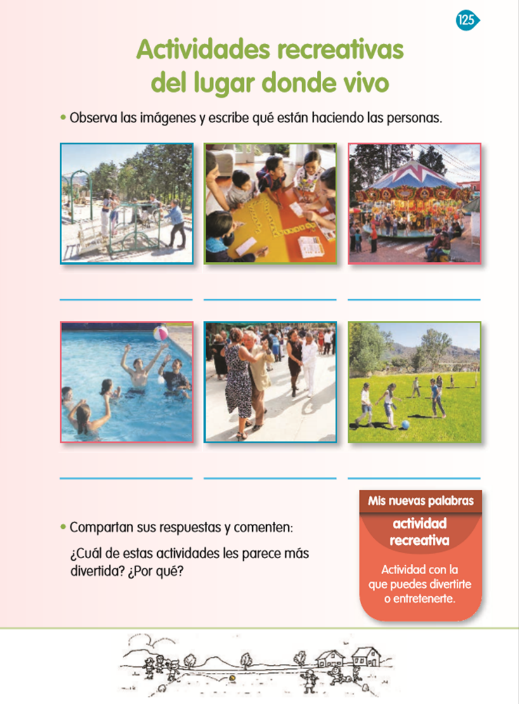 125
Actividades recreativas
del lugar donde vivo
• Observa las imágenes y escribe qué están haciendo las personas.
• Compartan sus respuestas y comenten:
¿Cuál de estas actividades les parece más
divertida? ¿Por qué?
Mis nuevas palabras
actividad
recreativa
Actividad con la
que puedes divertirte
o entretenerte.